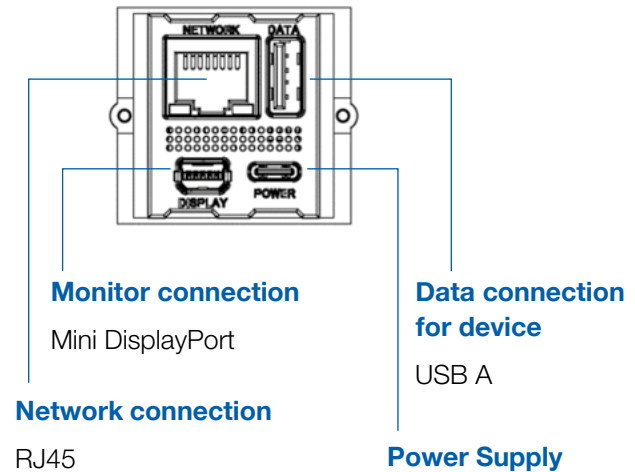 NETWORK
DATA
DISPLAY
POWER
Monitor connection
Mini DisplayPort
Data connection
for device
USB A
Network connection
RJ45
Power Supply